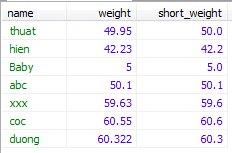 name weight short_weight
thuat 49.95 50.0
hien 42.23 42.2
Baby 5 5.0
abc 50.1 50.1
xxx 59.63 59.6
coc 60.55 60.6
duong 60.322 60.3